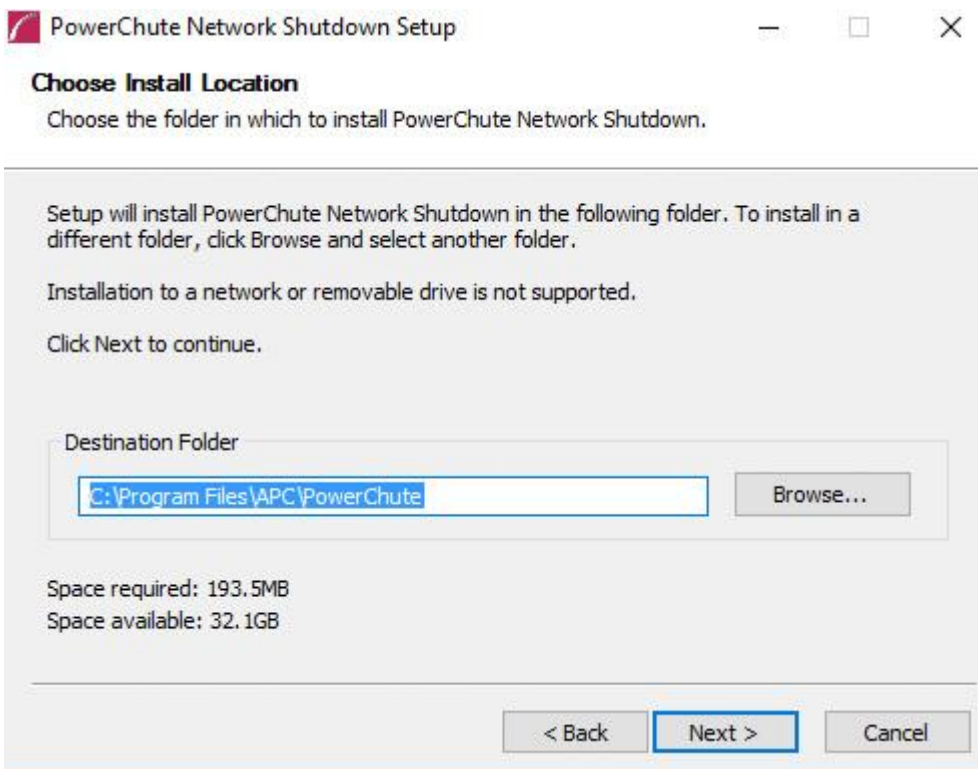 PowerChute Network Shutdown Setup
Choose Install Location
Choose the folder in which to install PowerChute Network Shutdown.
Setup will install PowerChute Network Shutdown in the following folder. To install in a
different folder, click Browse and select another folder.
Installation to a network or removable drive is not supported.
Click Next to continue.
Destination Folder
C:\Program Files\APC\PowerChute
Browse...
Space required: 193.5MB
Space available: 32.1GB
< Back
Next >
Cancel